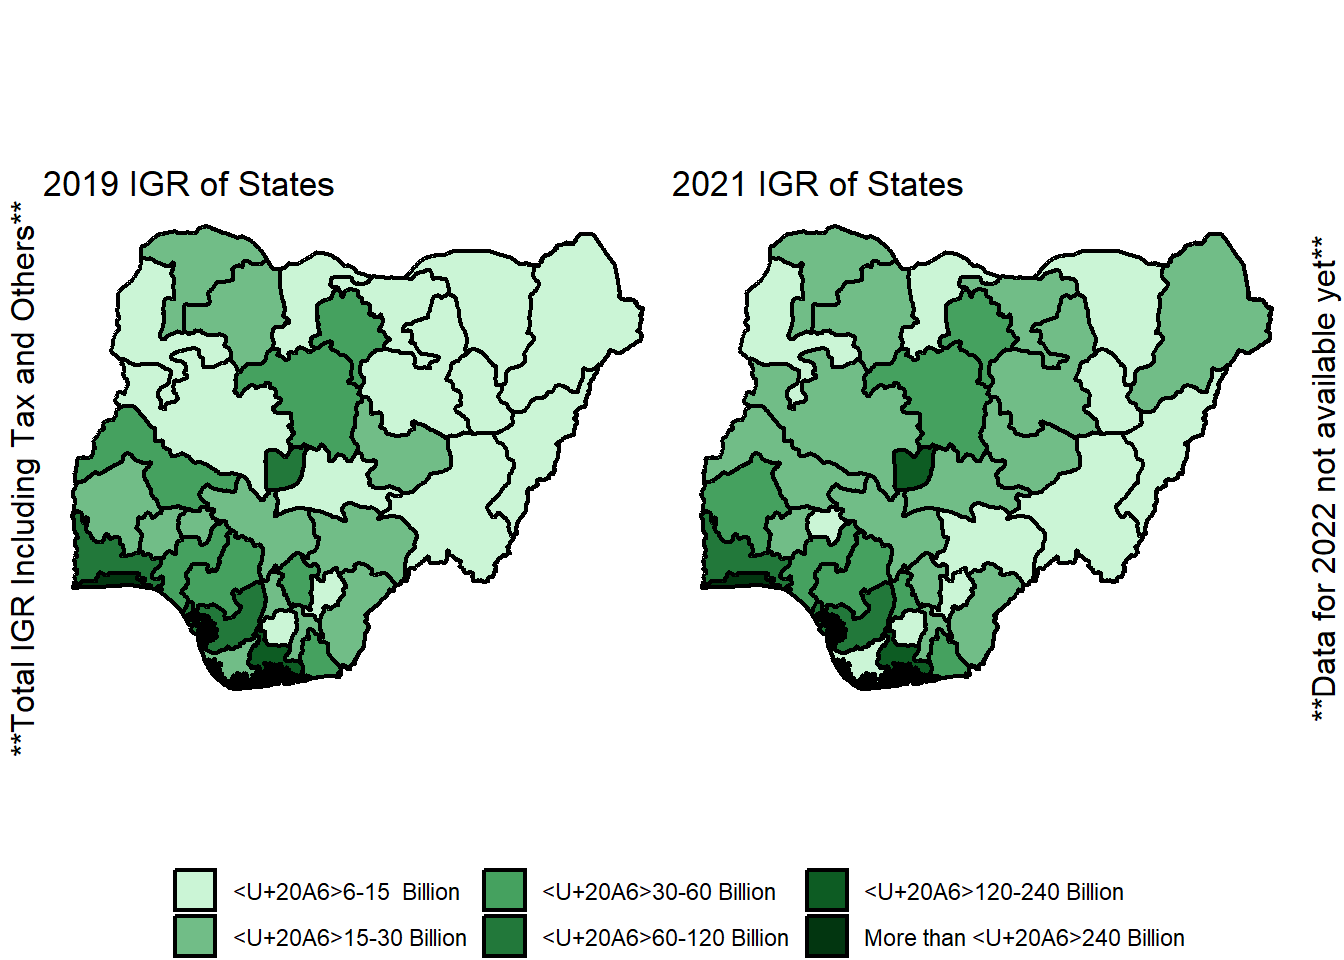 2019 IGR of States
2021 IGR of States
**Total IGR Including Tax and Others**
**Data for 2022 not available yet**
<U+20A6>6-15  Billion
<U+20A6>30-60 Billion
<U+20A6>120-240 Billion
<U+20A6>15-30 Billion
<U+20A6>60-120 Billion
More than <U+20A6>240 Billion